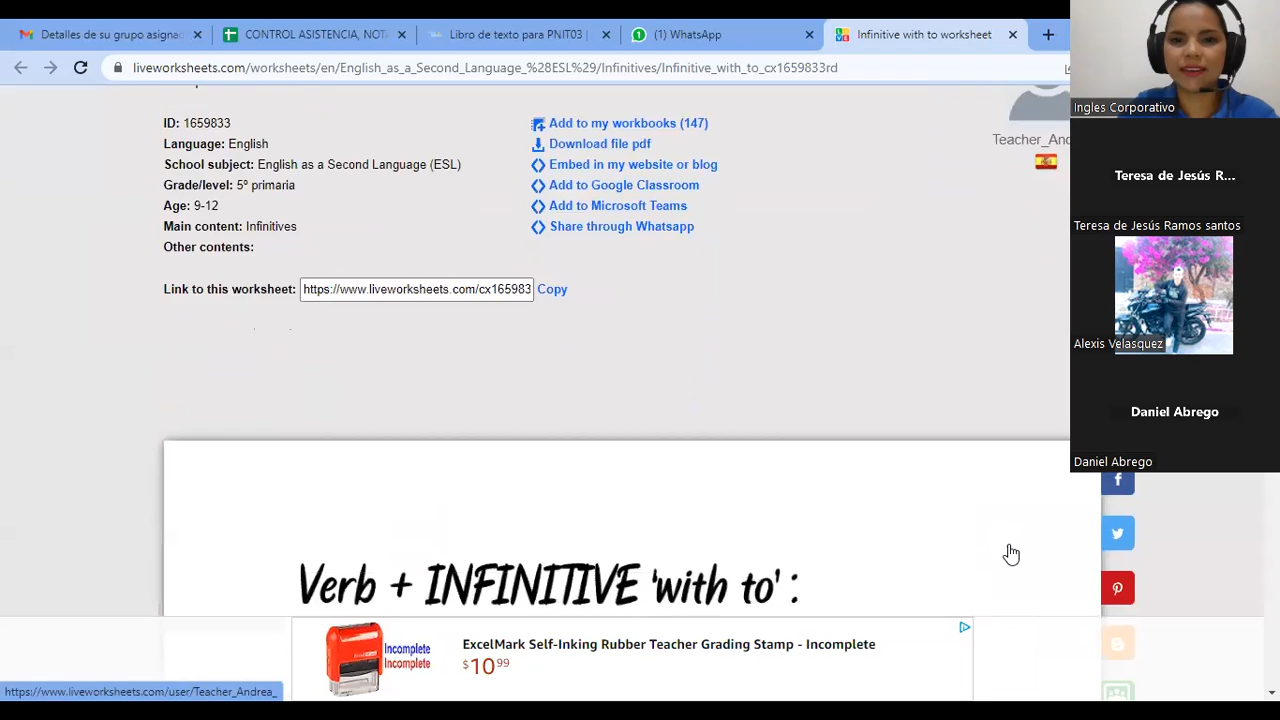 Detalles de su grupo asigna
CONTROL ASISTENCIA, NOT
Libro de texto para PNIT03 |
(1) WhatsApp
Infinitive with to worksheet
liveworksheets.com/worksheets/en/English_as_a_Second_Language_%28ESL%29/Infinitives/Infinitive_with_to_cx1659833rd
Ingles Corporativo
ID: 1659833
Language: English
School subject: English as a Second Language (ESL)
Grade/level: 5º primaria
Age: 9-12
Main content: Infinitives
Other contents:
Add to my workbooks (147)
Download file pdf
Embed in my website or blog
Add to Google Classroom
Add to Microsoft Teams
Share through Whatsapp
Teacher_And
Link to this worksheet: https://www.liveworksheets.com/cx165983 Copy
Teresa de Jesús R...
Teresa de Jesús Ramos santos
Alexis Velasquez
Daniel Abrego
Daniel Abrego
Verb + INFINITIVE 'with to' :
Incomplete
Incomplete
ExcelMark Self-Inking Rubber Teacher Grading Stamp - Incomplete
$10 99
https://www.liveworksheets.com/user/Teacher_Andrea_